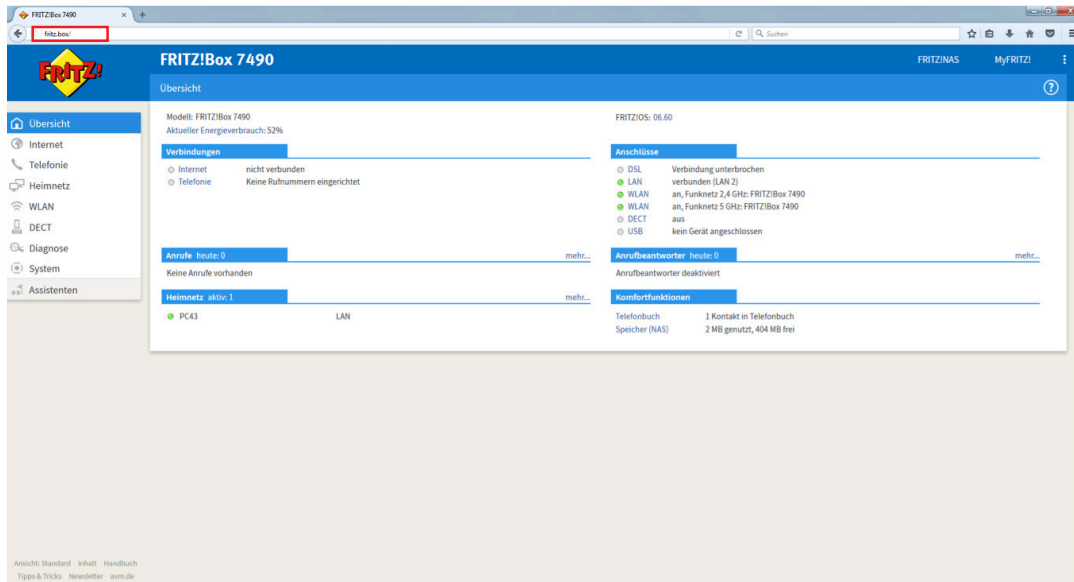 FRITZ!Box 7490
fritz.box/
Suchen
FRITZ!
FRITZ!Box 7490
FRITZ!NAS
MyFRITZ!
Übersicht
Übersicht
Internet
Telefonie
Heimnetz
WLAN
DECT
Diagnose
System
Assistenten
Modell: FRITZ!Box 7490
Aktueller Energieverbrauch: 52%
FRITZ!OS: 06.60
Verbindungen
Internet nicht verbunden
Telefonie Keine Rufnummern eingerichtet
Anschlüsse
DSL Verbindung unterbrochen
LAN verbunden (LAN 2)
WLAN an, Funknetz 2,4 GHz: FRITZ!Box 7490
WLAN an, Funknetz 5 GHz: FRITZ!Box 7490
DECT aus
USB kein Gerät angeschlossen
Anrufe heute: 0 mehr...
Keine Anrufe vorhanden
Anrufbeantworter heute: 0 mehr...
Anrufbeantworter deaktiviert
Heimnetz aktiv: 1 mehr...
PC43 LAN
Komfortfunktionen
Telefonbuch 1 Kontakt in Telefonbuch
Speicher (NAS) 2 MB genutzt, 404 MB frei
Ansicht: Standard Inhalt Handbuch
Tipps & Tricks Newsletter avm.de